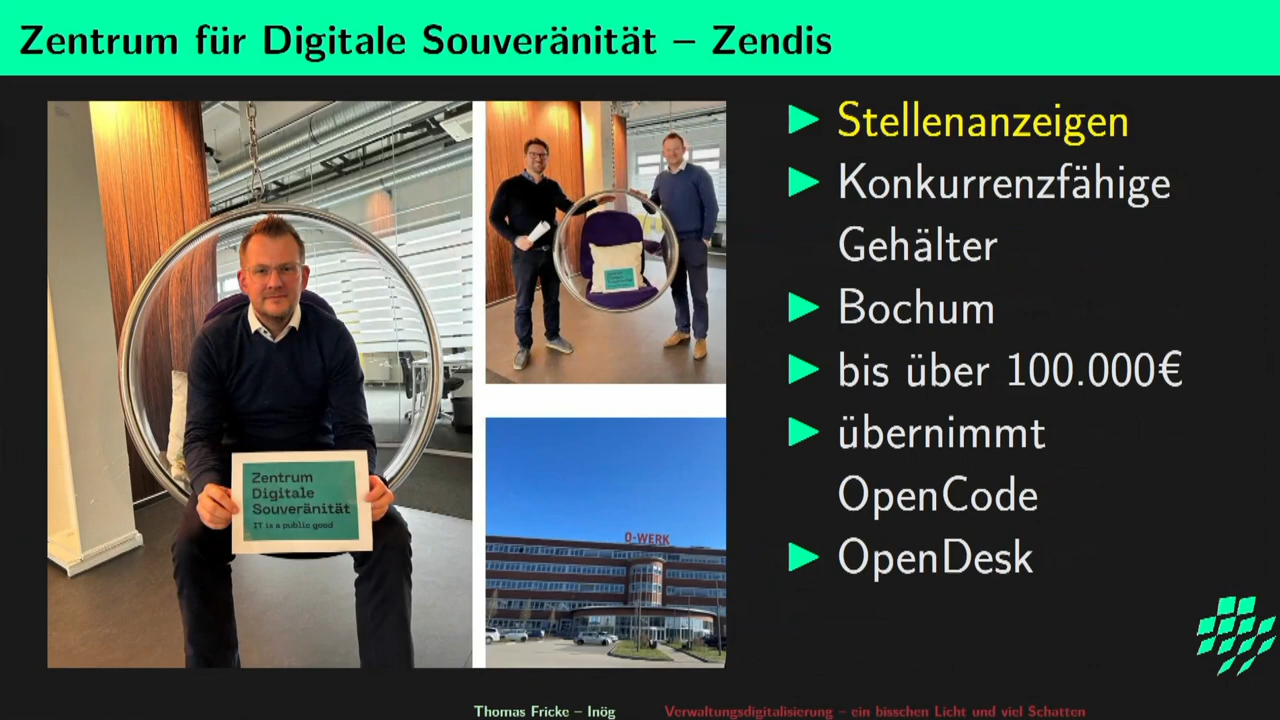 Zentrum für Digitale Souveränität – Zendis
Zentrum
Digitale
Souveränität
IT is a public good
O-WERK
Stellenanzeigen
Konkurrenzfähige
Gehälter
Bochum
bis über 100.000€
übernimmt
OpenCode
OpenDesk
Thomas Fricke – Inög
Verwaltungsdigitalisierung – ein bisschen Licht und viel Schatten